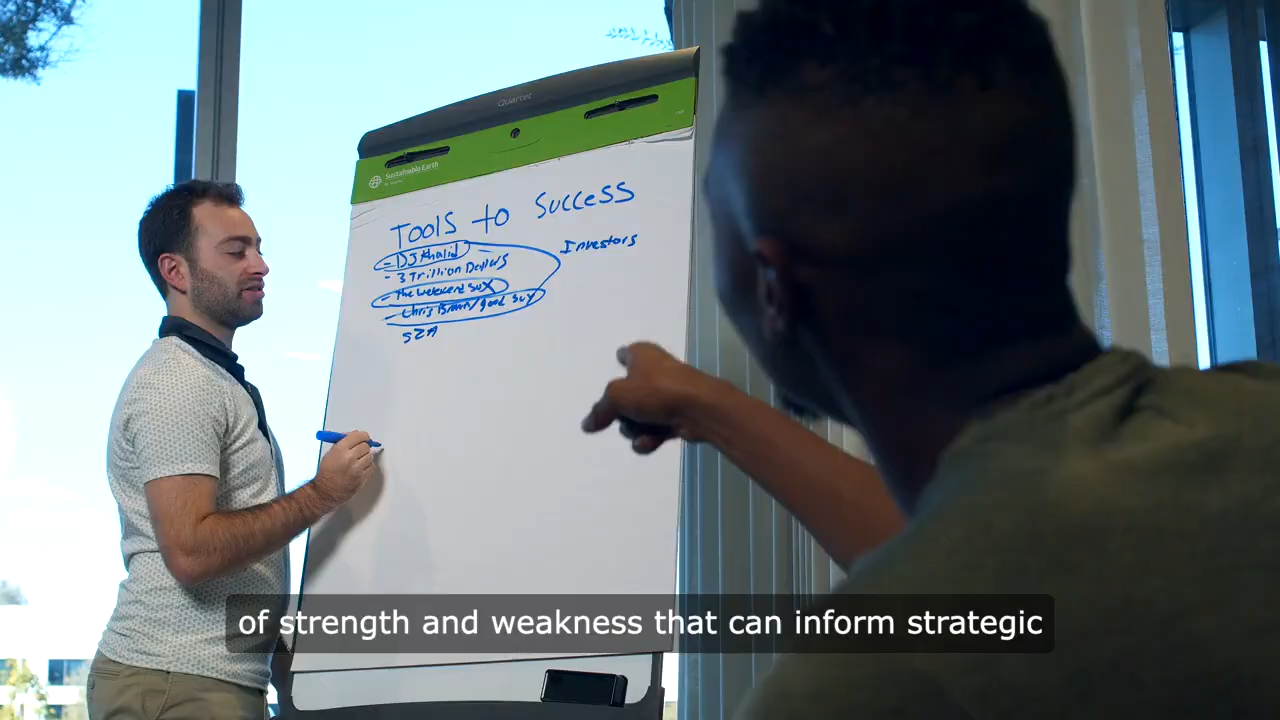 Quartet
Sustainable Earth
Tools to Success
- DJ Khalid
Investors
- 3 Trillion Dollars
- The Weekend SUX
- Chris Brown/good guy
SZA
of strength and weakness that can inform strategic